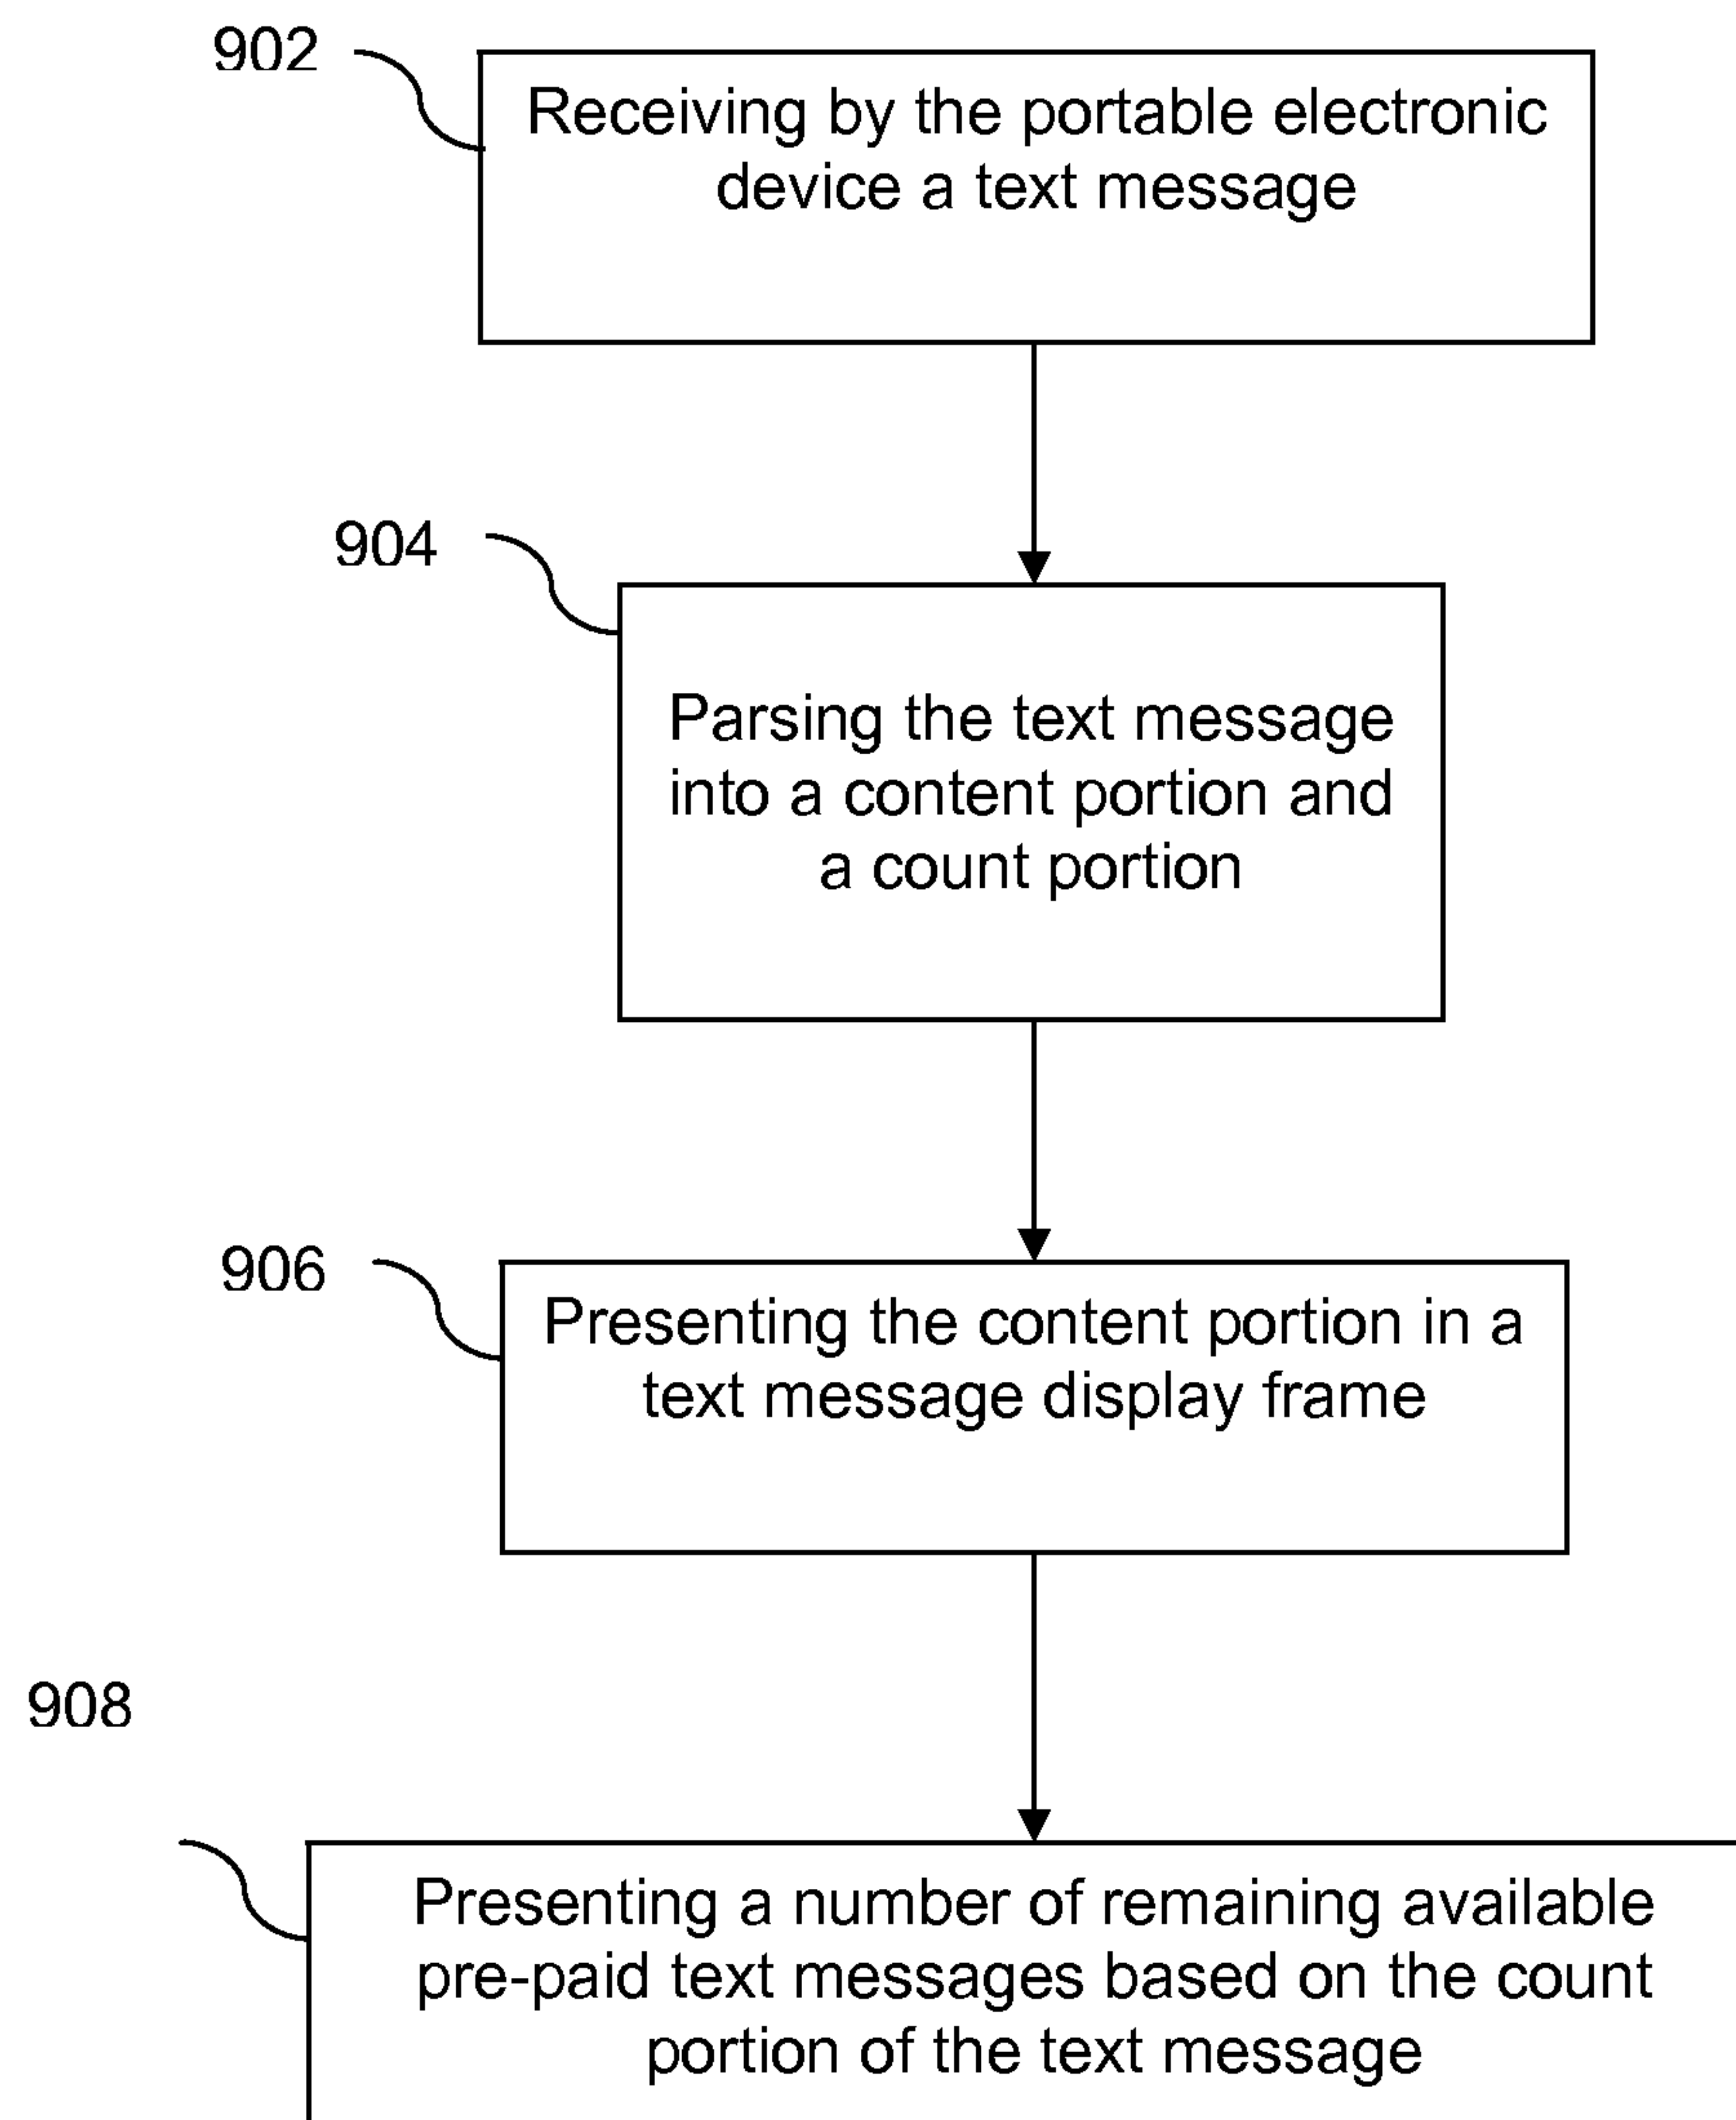 902
Receiving by the portable electronic
device a text message
904
Parsing the text message
into a content portion and
a count portion
906
Presenting the content portion in a
text message display frame
908
Presenting a number of remaining available
pre-paid text messages based on the count
portion of the text message